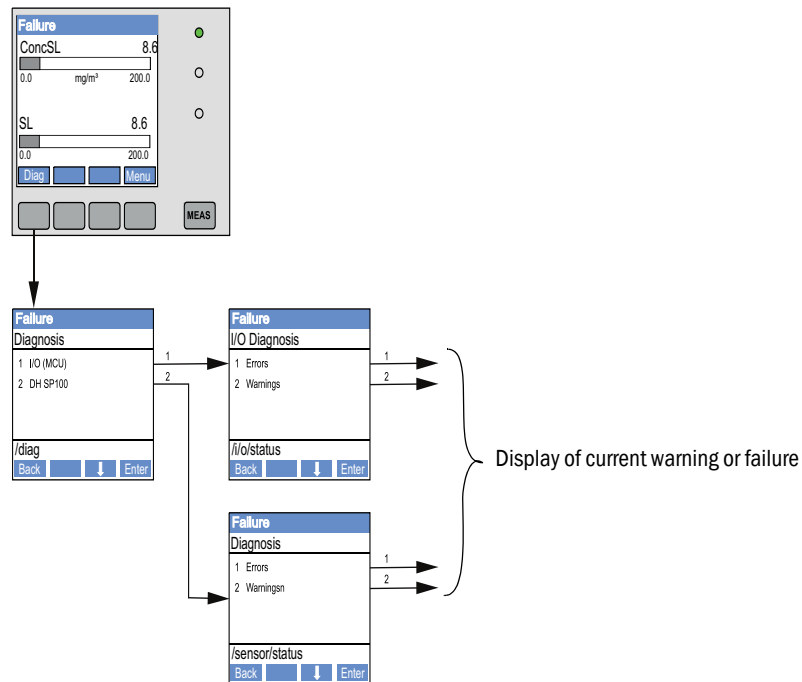 Failure
ConcSL 8.6
0.0 mg/m³ 200.0
SL 8.6
0.0 200.0
Diag Menu
MEAS
Failure
Diagnosis
1 I/O (MCU)
2 DH SP100
/diag
Back Enter
1
2
Failure
I/O Diagnosis
1 Errors
2 Warnings
/i/o/status
Back Enter
1
2
Display of current warning or failure
Failure
Diagnosis
1 Errors
2 Warningsn
/sensor/status
Back Enter
1
2